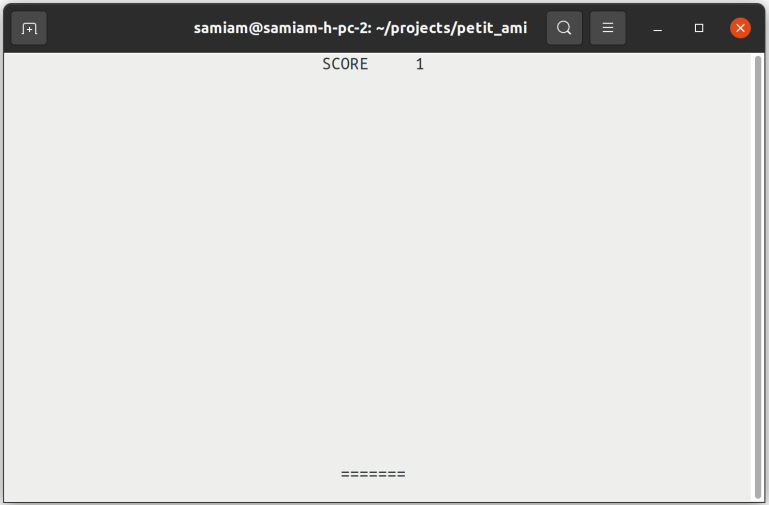 samiam@samiam-h-pc-2: ~/projects/petit_ami
SCORE 1
=======